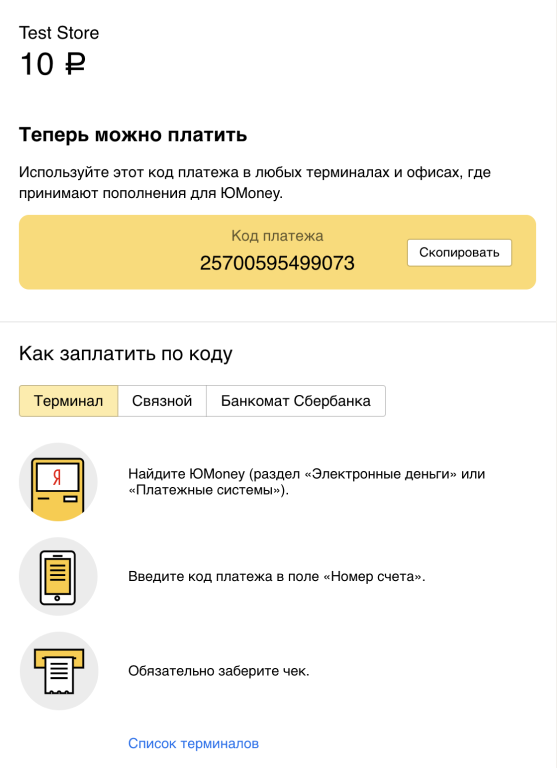 Test Store
10 ₽
Теперь можно платить
Используйте этот код платежа в любых терминалах и офисах, где
принимают пополнения для ЮMoney.
Код платежа
25700595499073
Скопировать
Как заплатить по коду
Терминал
Связной
Банкомат Сбербанка
Я
Найдите ЮMoney (раздел «Электронные деньги» или
«Платежные системы»).
Введите код платежа в поле «Номер счета».
Обязательно заберите чек.
Список терминалов